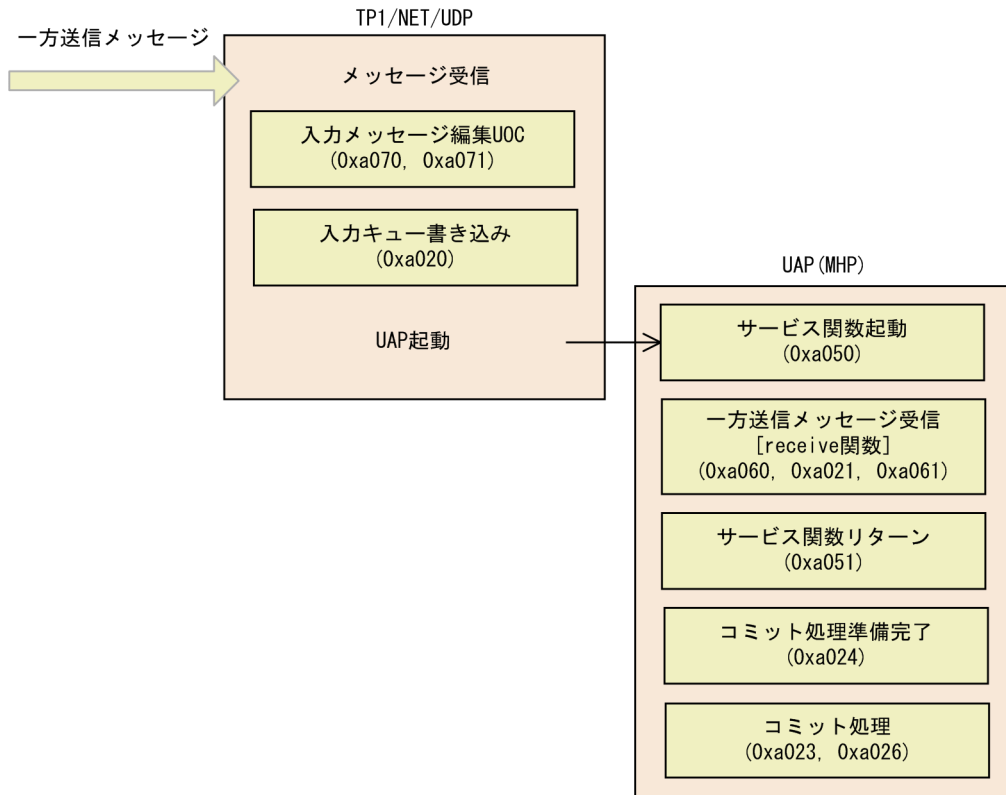 TP1/NET/UDP
一方送信メッセージ
メッセージ受信
入力メッセージ編集UOC
(0xa070, 0xa071)
入力キュー書き込み
(0xa020)
UAP起動
UAP(MHP)
サービス関数起動
(0xa050)
一方送信メッセージ受信
[receive関数]
(0xa060, 0xa021, 0xa061)
サービス関数リターン
(0xa051)
コミット処理準備完了
(0xa024)
コミット処理
(0xa023, 0xa026)